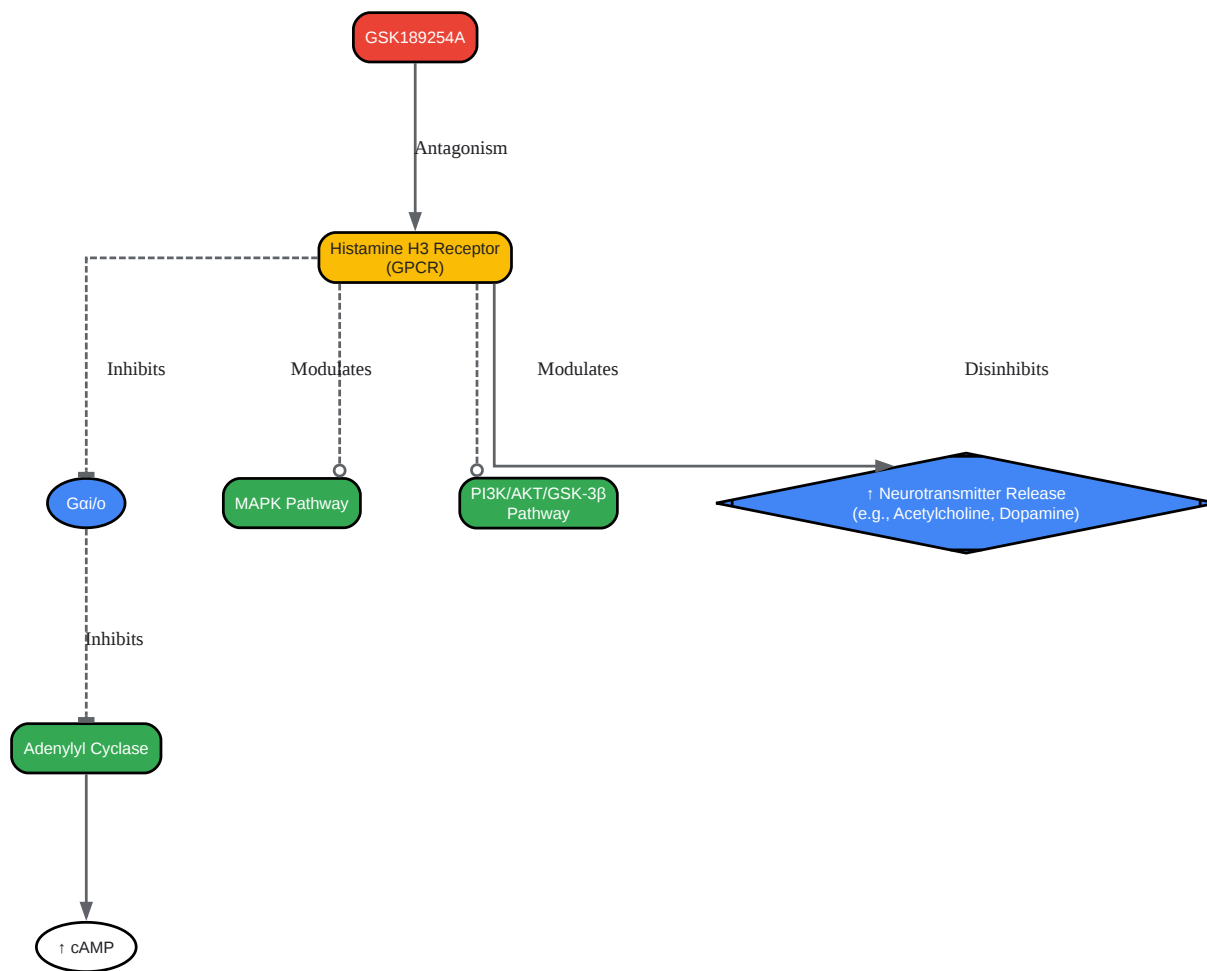 GSK189254A
Antagonism
Histamine H3 Receptor
(GPCR)
Inhibits
Modulates
Modulates
Disinhibits
Gαi/o
MAPK Pathway
PI3K/AKT/GSK-3β
Pathway
↑ Neurotransmitter Release
(e.g., Acetylcholine, Dopamine)
Inhibits
Adenylyl Cyclase
↑ cAMP